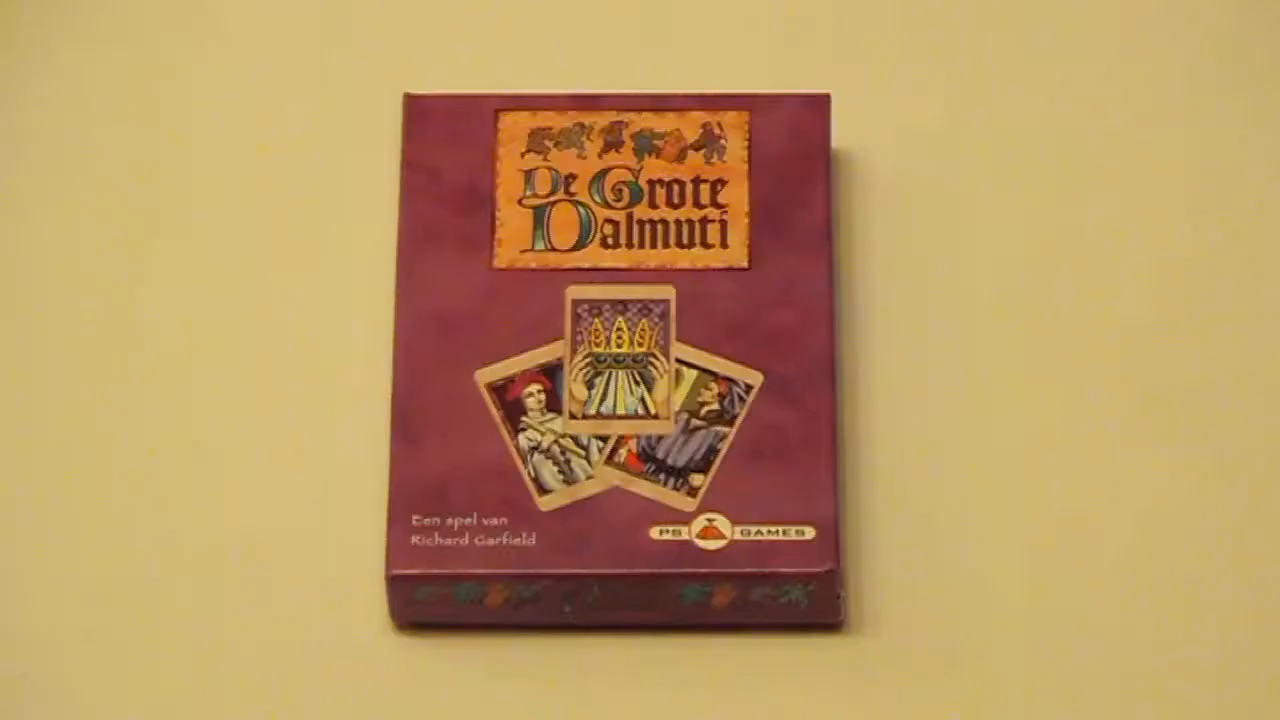 De Grote
Dalmuti
Een spel van
Richard Garfield
PS GAMES